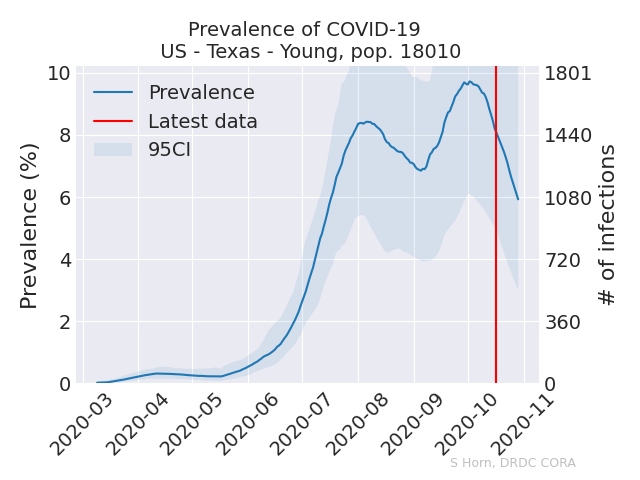 Prevalence of COVID-19
US - Texas - Young, pop. 18010
Prevalence
Latest data
95CI
Prevalence (%)
10
8
6
4
2
0
1801
1440
1080
720
360
0
# of infections
2020-03
2020-04
2020-05
2020-06
2020-07
2020-08
2020-09
2020-10
2020-11
S Horn, DRDC CORA